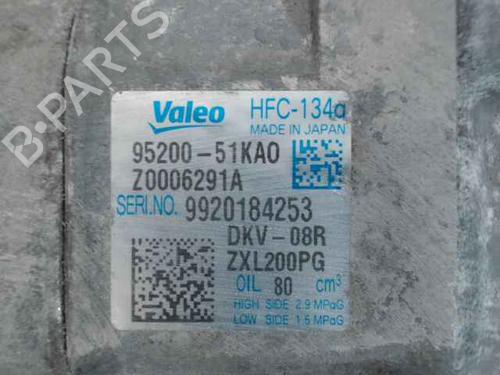 B-PARTS
Valeo HFC-134a
MADE IN JAPAN
95200-51KA0
Z0006291A
SERI.NO. 9920184253
DKV-08R
ZXL200PG
OIL 80 cm³
HIGH SIDE 2.9 MPaG
LOW SIDE 1.6 MPaG